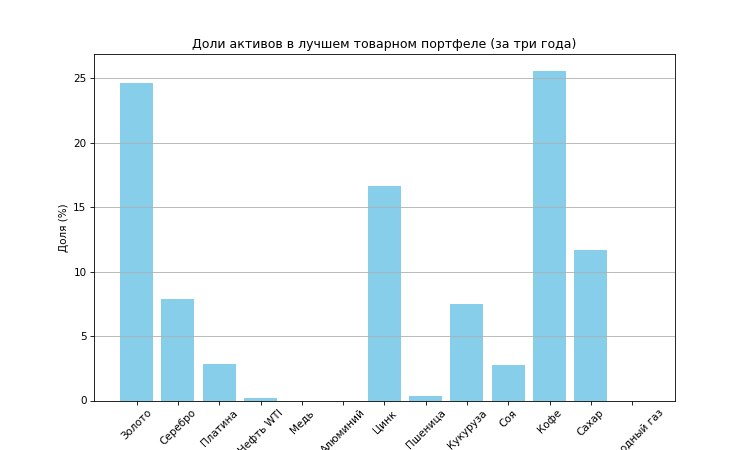 Доли активов в лучшем товарном портфеле (за три года)
Доля (%)
25
20
15
10
5
0
Золото
Серебро
Платина
Нефть WTI
Медь
Алюминий
Цинк
Пшеница
Кукуруза
Соя
Кофе
Сахар
газ